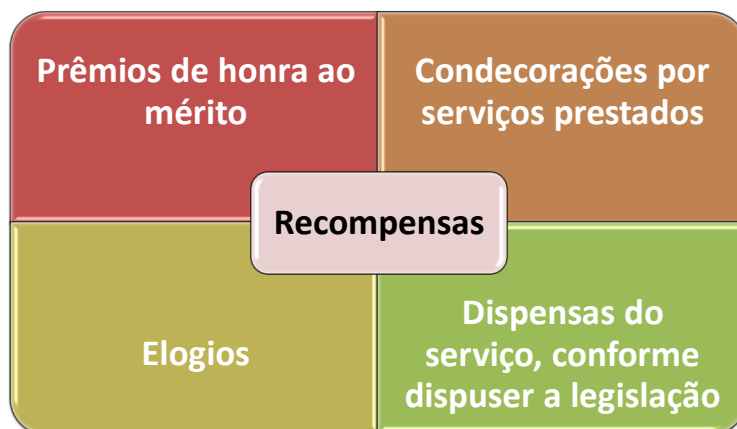 Prêmios de honra ao
mérito
Condecorações por
serviços prestados
Recompensas
Elogios
Dispensas do
serviço, conforme
dispuser a legislação